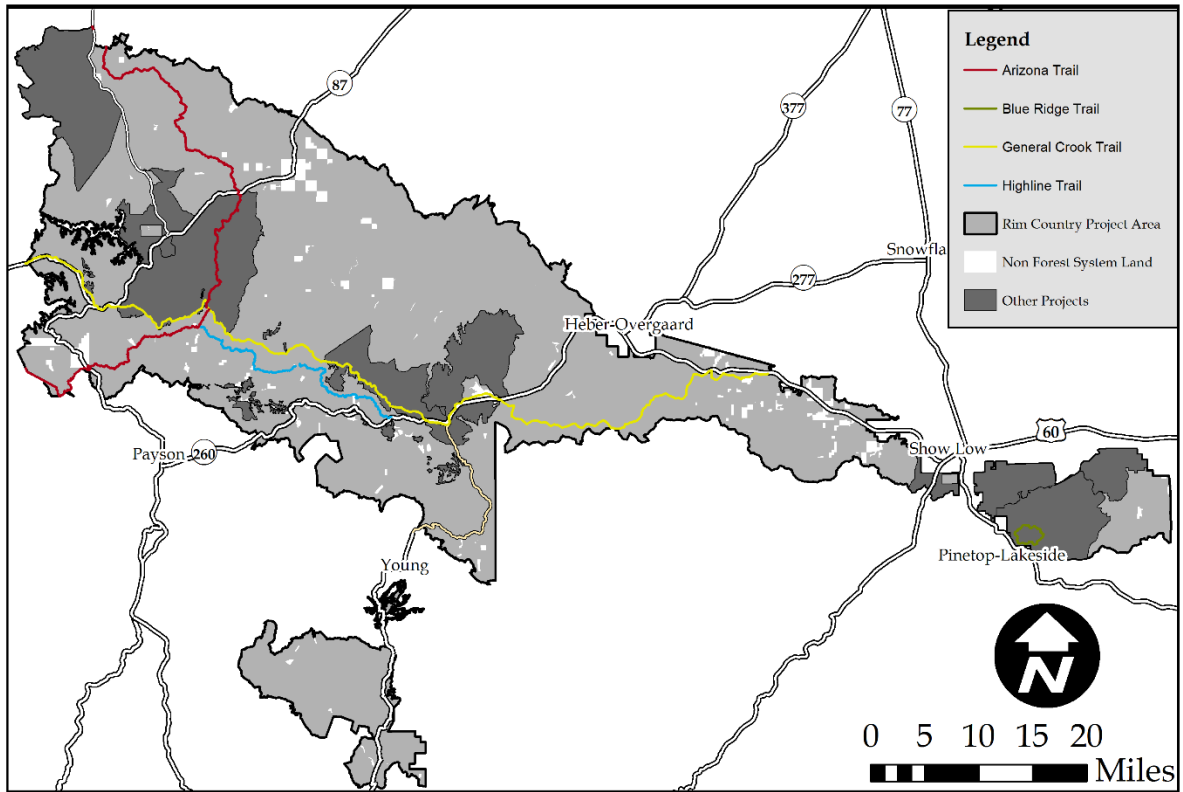 Legend
Arizona Trail
Blue Ridge Trail
General Crook Trail
Highline Trail
Rim Country Project Area
Non Forest System Land
Other Projects
87
377
77
Snowfla
277
Heber-Overgaard
60
Show Low
Payson
260
Pinetop-Lakeside
Young
N
0 5 10 15 20
Miles